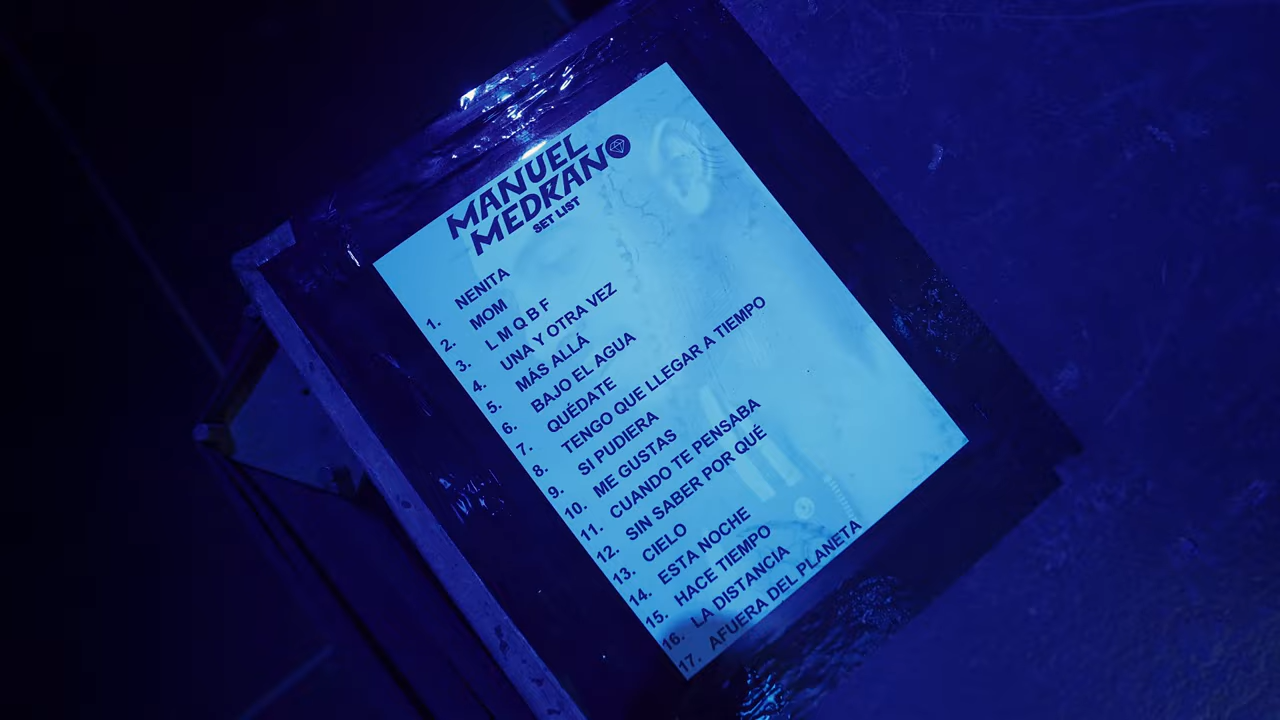 MANUEL
MEDRANO
SET LIST
1. NENITA
2. MOM
3. L M Q B F
4. UNA Y OTRA VEZ
5. MÁS ALLÁ
6. BAJO EL AGUA
7. QUÉDATE
8. TENGO QUE LLEGAR A TIEMPO
9. SI PUDIERA
10. ME GUSTAS
11. CUANDO TE PENSABA
12. SIN SABER POR QUÉ
13. CIELO
14. ESTA NOCHE
15. HACE TIEMPO
16. LA DISTANCIA
17. AFUERA DEL PLANETA